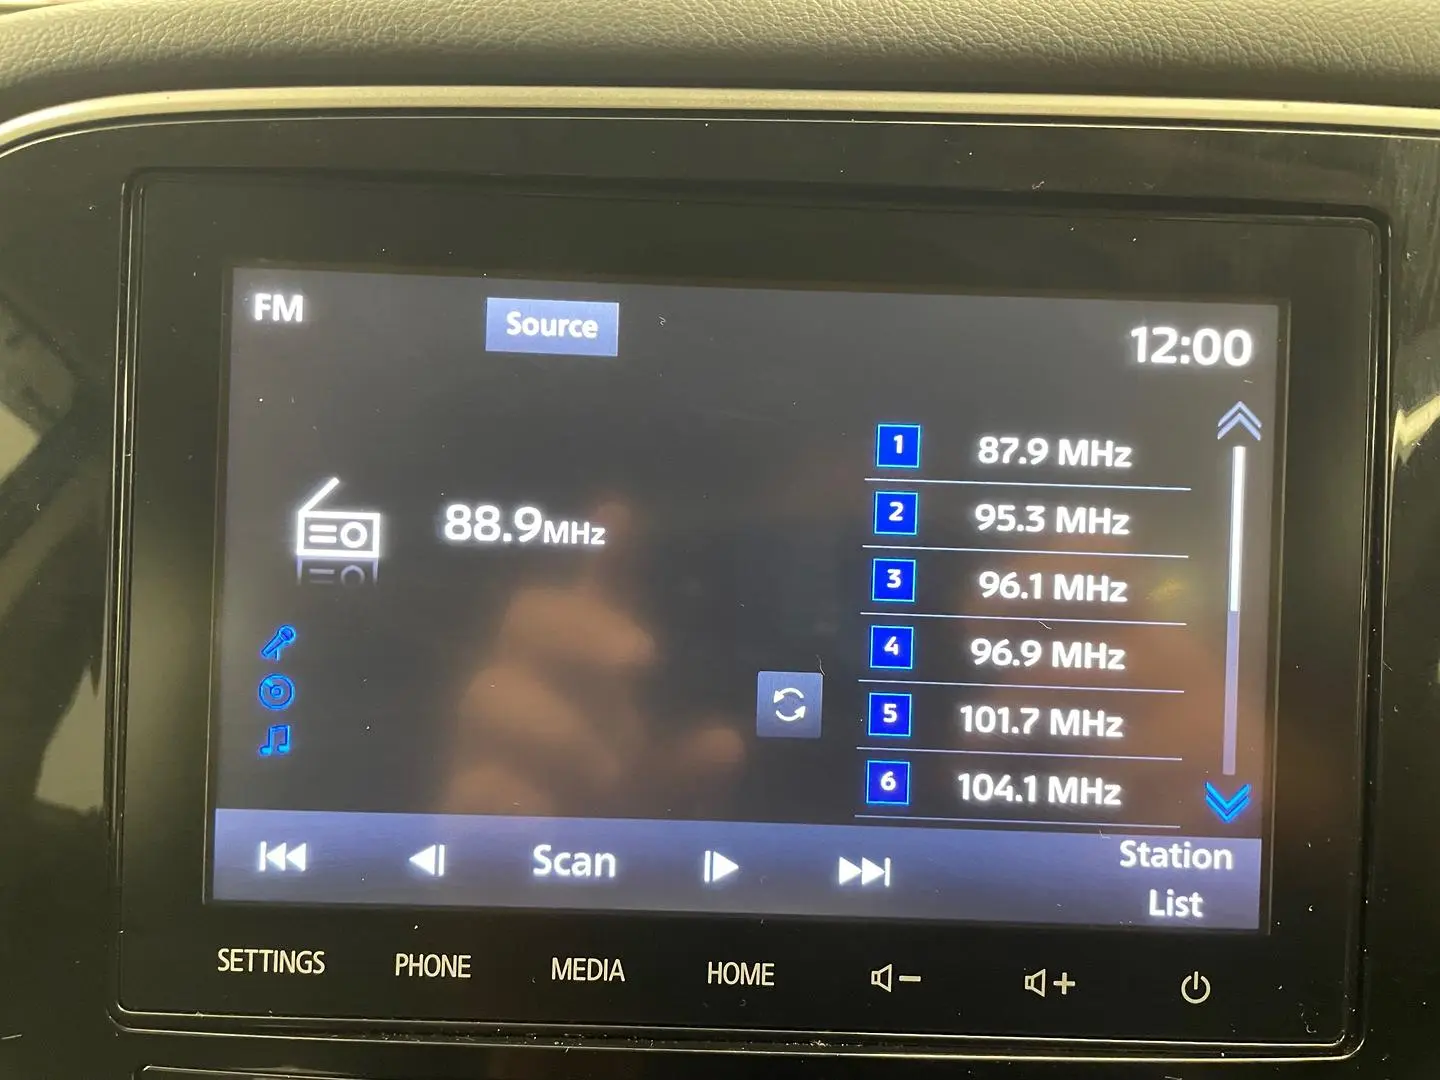 FM
Source
12:00
88.9MHz
1 87.9 MHz
2 95.3 MHz
3 96.1 MHz
4 96.9 MHz
5 101.7 MHz
6 104.1 MHz
Scan
Station
List
SETTINGS
PHONE
MEDIA
HOME